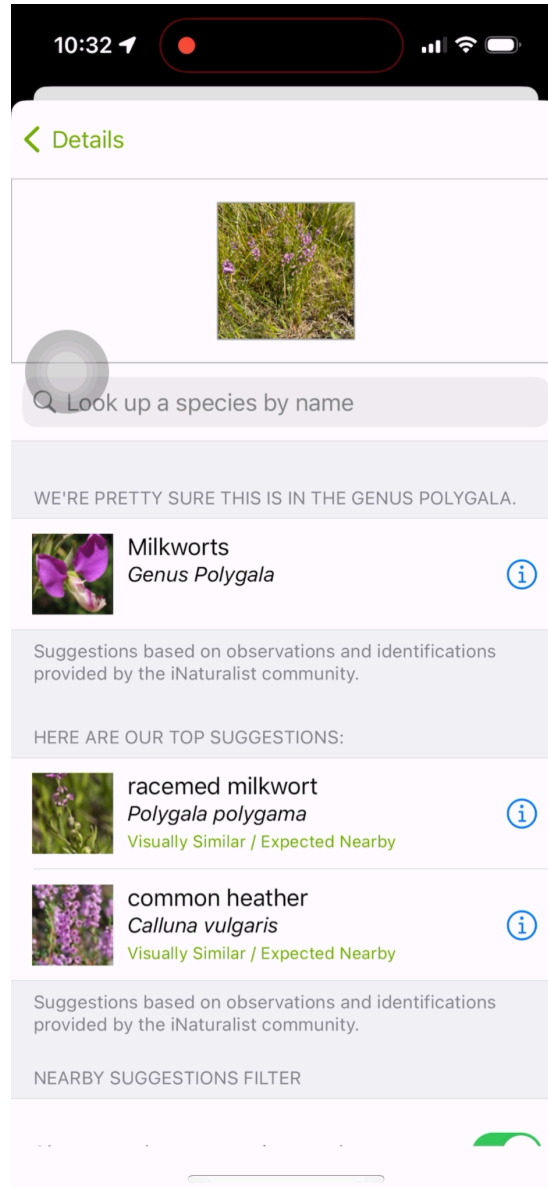 10:32
Details
Look up a species by name
WE'RE PRETTY SURE THIS IS IN THE GENUS POLYGALA.
Milkworts
Genus Polygala
Suggestions based on observations and identifications
provided by the iNaturalist community.
HERE ARE OUR TOP SUGGESTIONS:
racemed milkwort
Polygala polygama
Visually Similar / Expected Nearby
common heather
Calluna vulgaris
Visually Similar / Expected Nearby
Suggestions based on observations and identifications
provided by the iNaturalist community.
NEARBY SUGGESTIONS FILTER